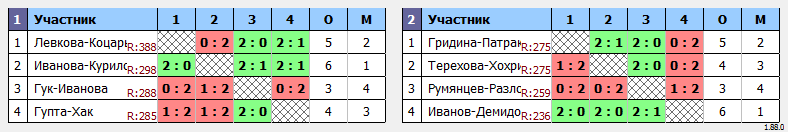 1 Участник 1 2 3 4 О М
1 Левкова-Коцары R:388 0 : 2 2 : 0 2 : 1 5 2
2 Иванова-Курило R:298 2 : 0 2 : 1 2 : 1 6 1
3 Гук-Иванова R:288 0 : 2 1 : 2 0 : 2 3 4
4 Гупта-Хак R:285 1 : 2 1 : 2 2 : 0 4 3
2 Участник 1 2 3 4 О М
1 Гридина-Патран R:275 2 : 1 2 : 0 0 : 2 5 2
2 Терехова-Хохр R:275 1 : 2 2 : 0 0 : 2 4 3
3 Румянцев-Разло R:259 0 : 2 0 : 2 1 : 2 3 4
4 Иванов-Демидо R:236 2 : 0 2 : 0 2 : 1 6 1
1.88.0